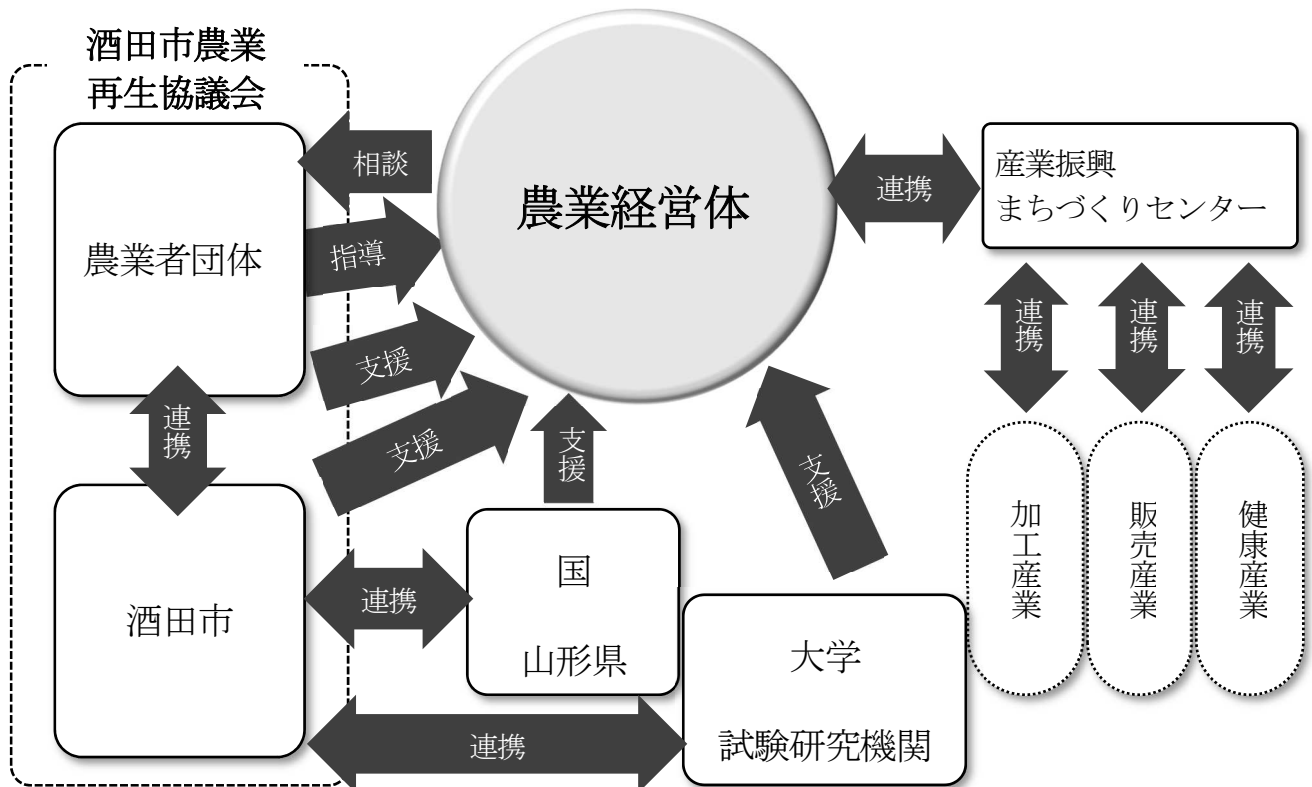 酒田市農業
再生協議会
農業者団体
相談
指導
支援
支援
連携
酒田市
農業経営体
連携
産業振興
まちづくりセンター
連携
連携
連携
加工産業
販売産業
健康産業
支援
支援
国
山形県
連携
大学
試験研究機関
連携